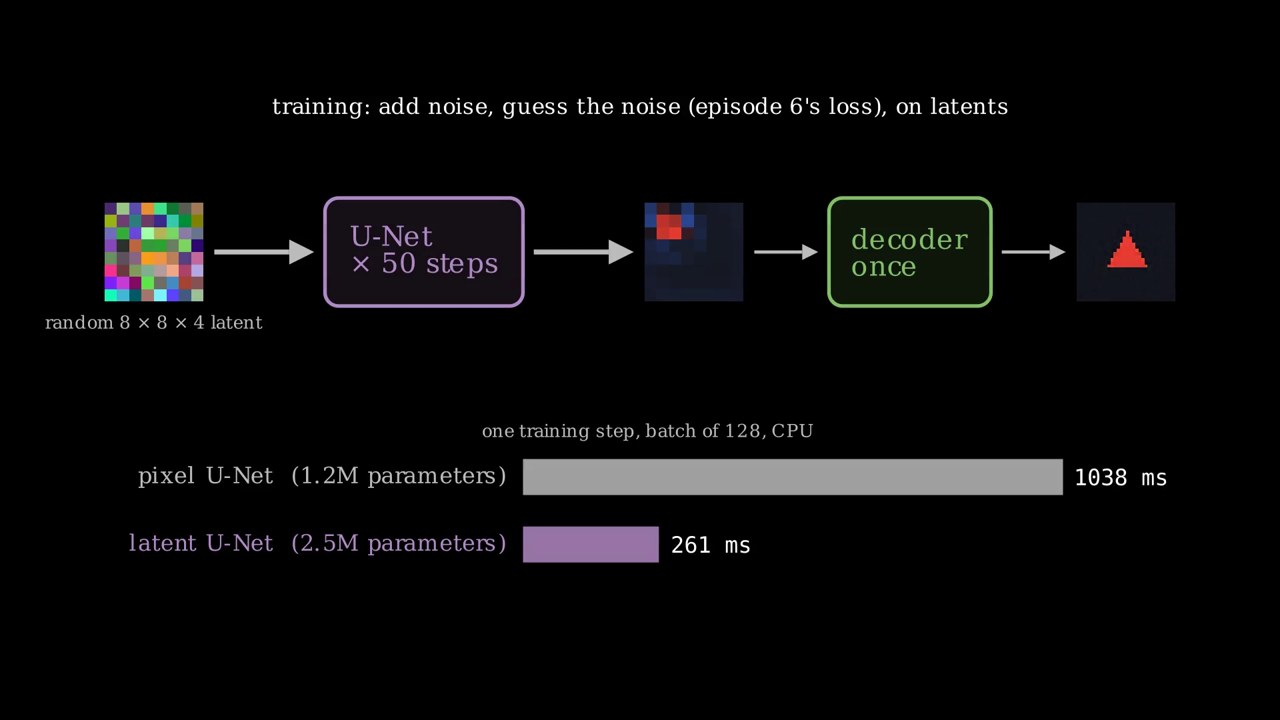 training: add noise, guess the noise (episode 6's loss), on latents
U-Net
× 50 steps
decoder
once
random 8 × 8 × 4 latent
one training step, batch of 128, CPU
pixel U-Net (1.2M parameters) 1038 ms
latent U-Net (2.5M parameters) 261 ms